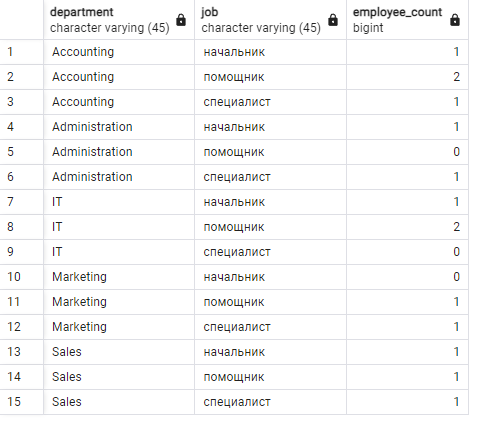 department job employee_count
character varying (45) character varying (45) bigint
1 Accounting начальник 1
2 Accounting помощник 2
3 Accounting специалист 1
4 Administration начальник 1
5 Administration помощник 0
6 Administration специалист 1
7 IT начальник 1
8 IT помощник 2
9 IT специалист 0
10 Marketing начальник 0
11 Marketing помощник 1
12 Marketing специалист 1
13 Sales начальник 1
14 Sales помощник 1
15 Sales специалист 1